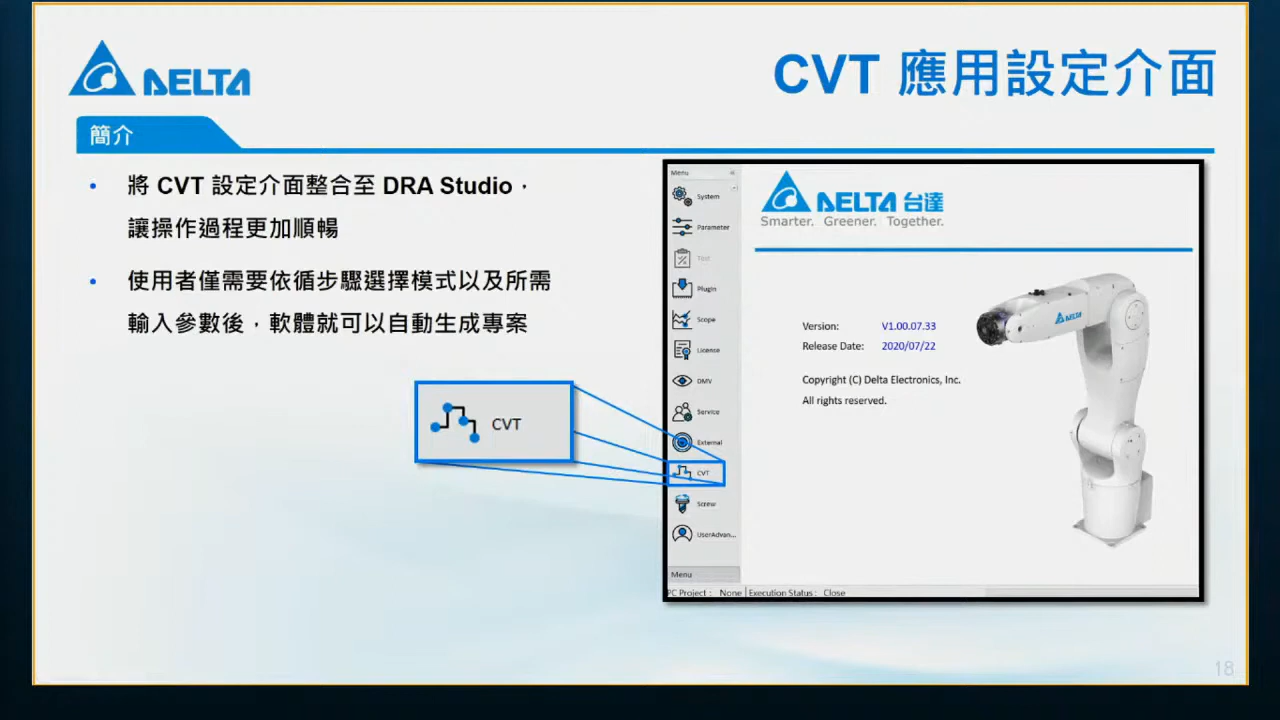 DELTA
CVT 應用設定介面
簡介
• 將 CVT 設定介面整合至 DRA Studio，
讓操作過程更加順暢
• 使用者僅需要依循步驟選擇模式以及所需
輸入參數後，軟體就可以自動生成專案
CVT
Menu
System
Parameter
Test
Plugin
Scope
License
DMV
Service
External
CVT
Screw
UserAdvan...
Menu
PC Project : None Execution Status : Close
DELTA 台達
Smarter. Greener. Together.
Version: V1.00.07.33
Release Date: 2020/07/22
Copyright (C) Delta Electronics, Inc.
All rights reserved.
DELTA
18